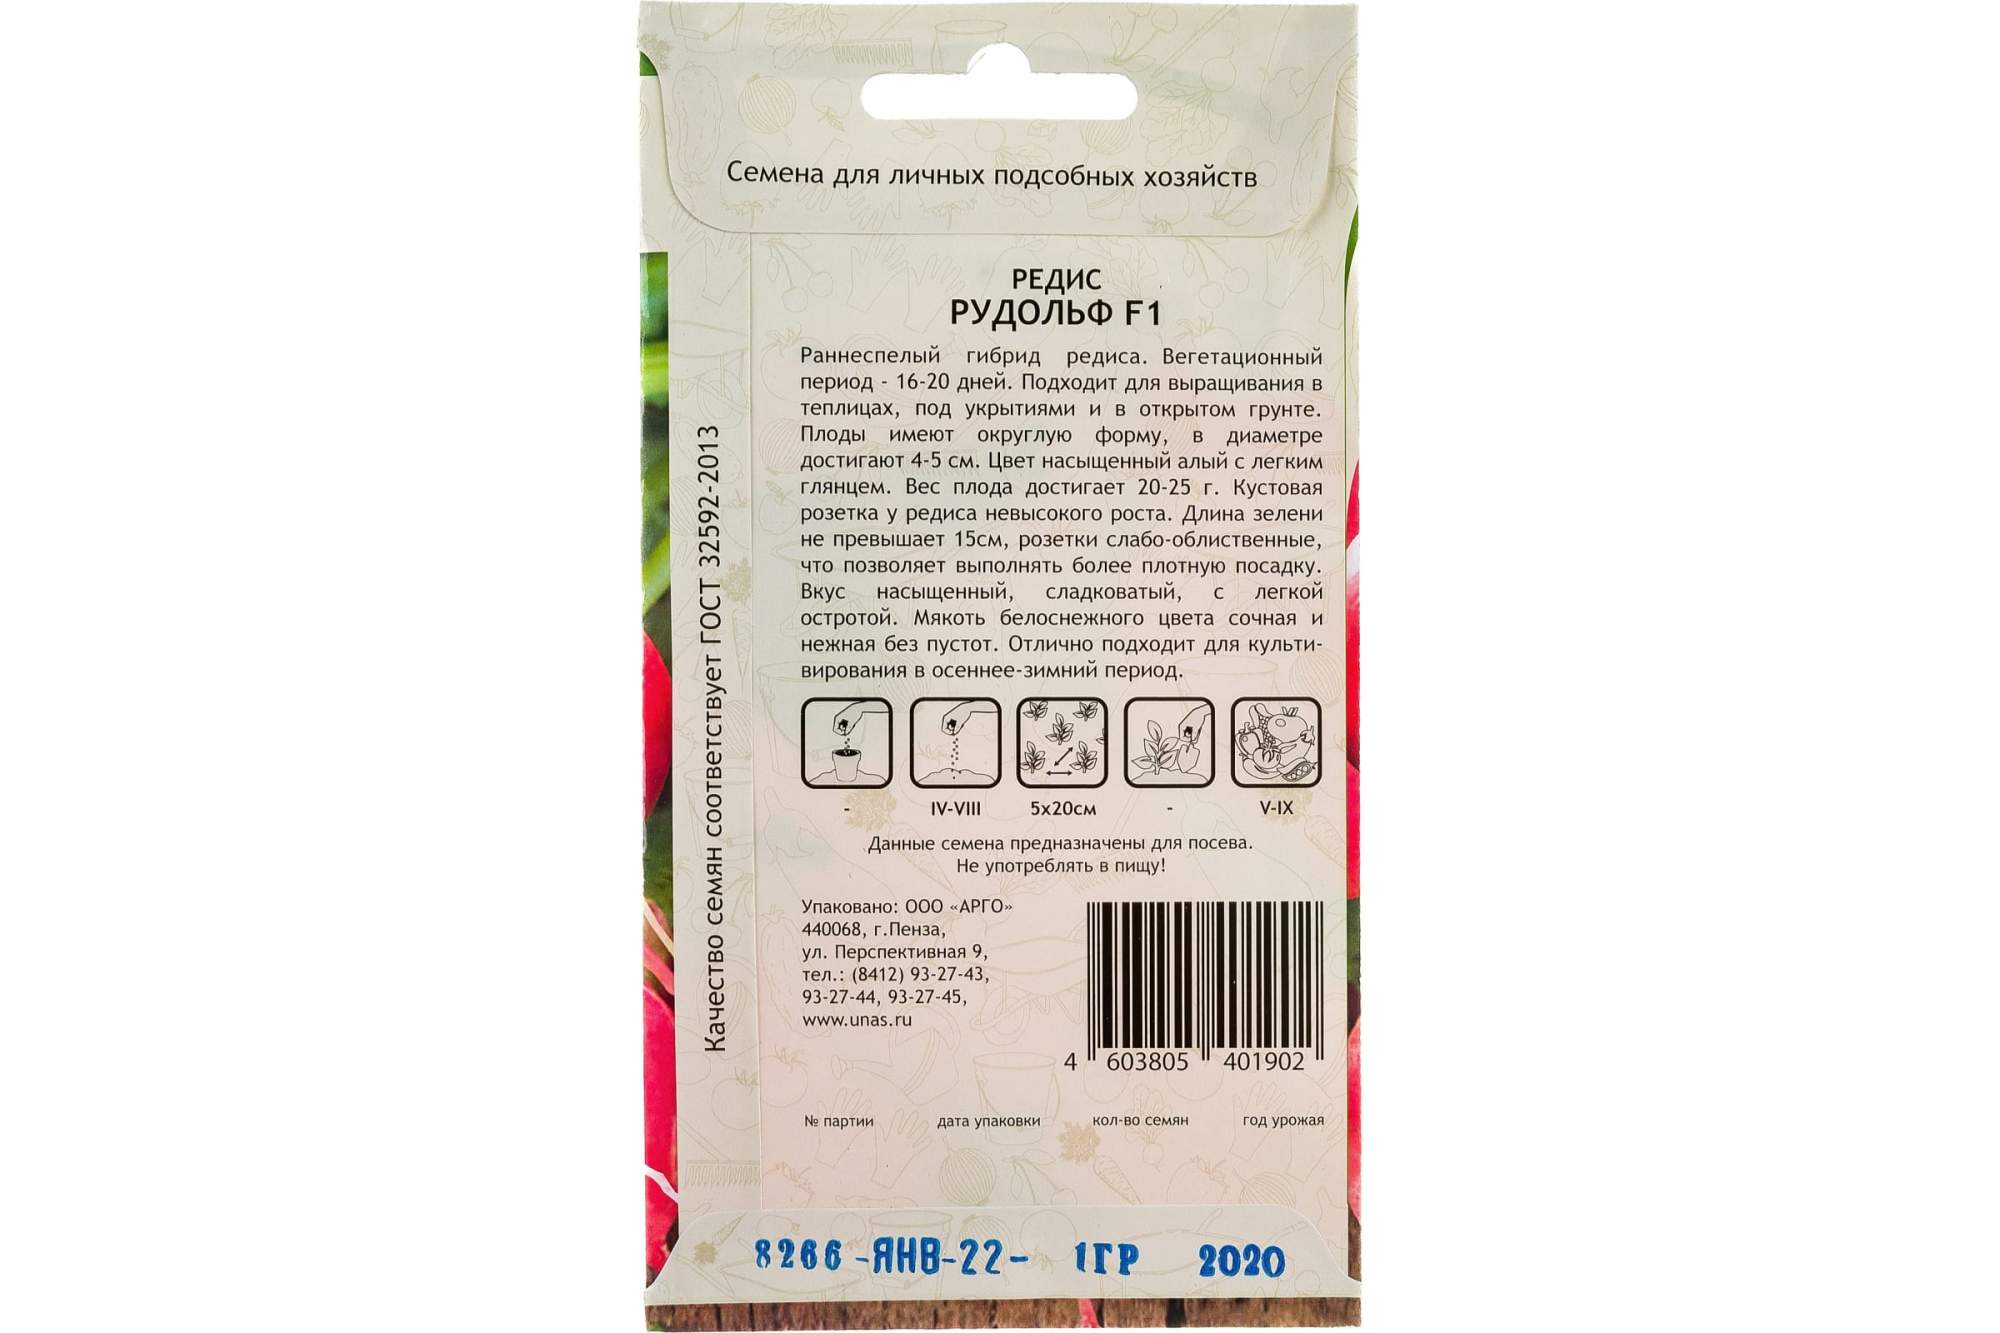 Семена для личных подсобных хозяйств
РЕДИС
РУДОЛЬФ F1
Раннеспелый гибрид редиса. Вегетационный
период - 16-20 дней. Подходит для выращивания в
теплицах, под укрытиями и в открытом грунте.
Плоды имеют округлую форму, в диаметре
достигают 4-5 см. Цвет насыщенный алый с легким
глянцем. Вес плода достигает 20-25 г. Кустовая
розетка у редиса невысокого роста. Длина зелени
не превышает 15см, розетки слабо-облиственные,
что позволяет выполнять более плотную посадку.
Вкус насыщенный, сладковатый, с легкой
остротой. Мякоть белоснежного цвета сочная и
нежная без пустот. Отлично подходит для культи-
вирования в осеннее-зимний период.
- IV-VIII 5х20см - V-IX
Данные семена предназначены для посева.
Не употреблять в пищу!
Упаковано: ООО «АРГО»
440068, г.Пенза,
ул. Перспективная 9,
тел.: (8412) 93-27-43,
93-27-44, 93-27-45,
www.unas.ru
4 603805 401902
№ партии дата упаковки кол-во семян год урожая
8266 -ЯНВ-22- 1ГР 2020
Качество семян соответствует ГОСТ 32592-2013